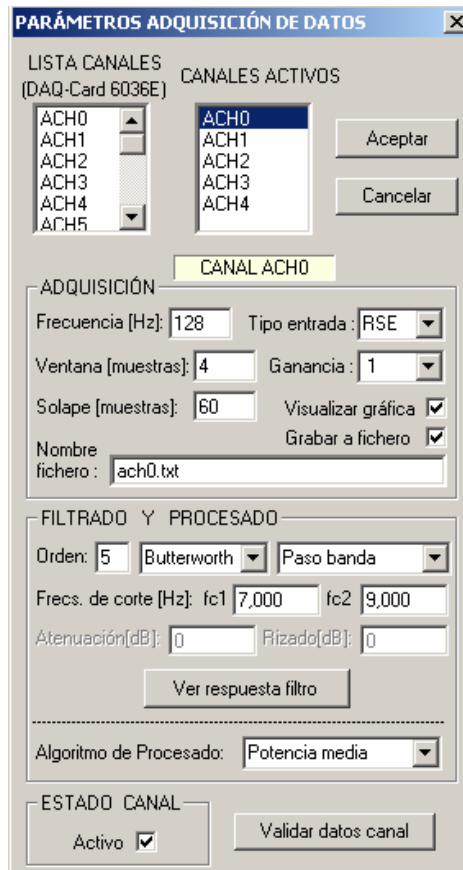 PARÁMETROS ADQUISICIÓN DE DATOS
LISTA CANALES
(DAQ-Card 6036E)
CANALES ACTIVOS
ACH0
ACH1
ACH2
ACH3
ACH4
ACH5
ACH0
ACH1
ACH2
ACH3
ACH4
Aceptar
Cancelar
CANAL ACH0
ADQUISICIÓN
Frecuencia [Hz]: 128 Tipo entrada : RSE
Ventana [muestras]: 4 Ganancia : 1
Solape [muestras]: 60 Visualizar gráfica
Grabar a fichero
Nombre
fichero : ach0.txt
FILTRADO Y PROCESADO
Orden: 5 Butterworth Paso banda
Frecs. de corte [Hz]: fc1 7,000 fc2 9,000
Atenuación[dB]: 0 Rizado[dB]: 0
Ver respuesta filtro
Algoritmo de Procesado: Potencia media
ESTADO CANAL
Activo
Validar datos canal